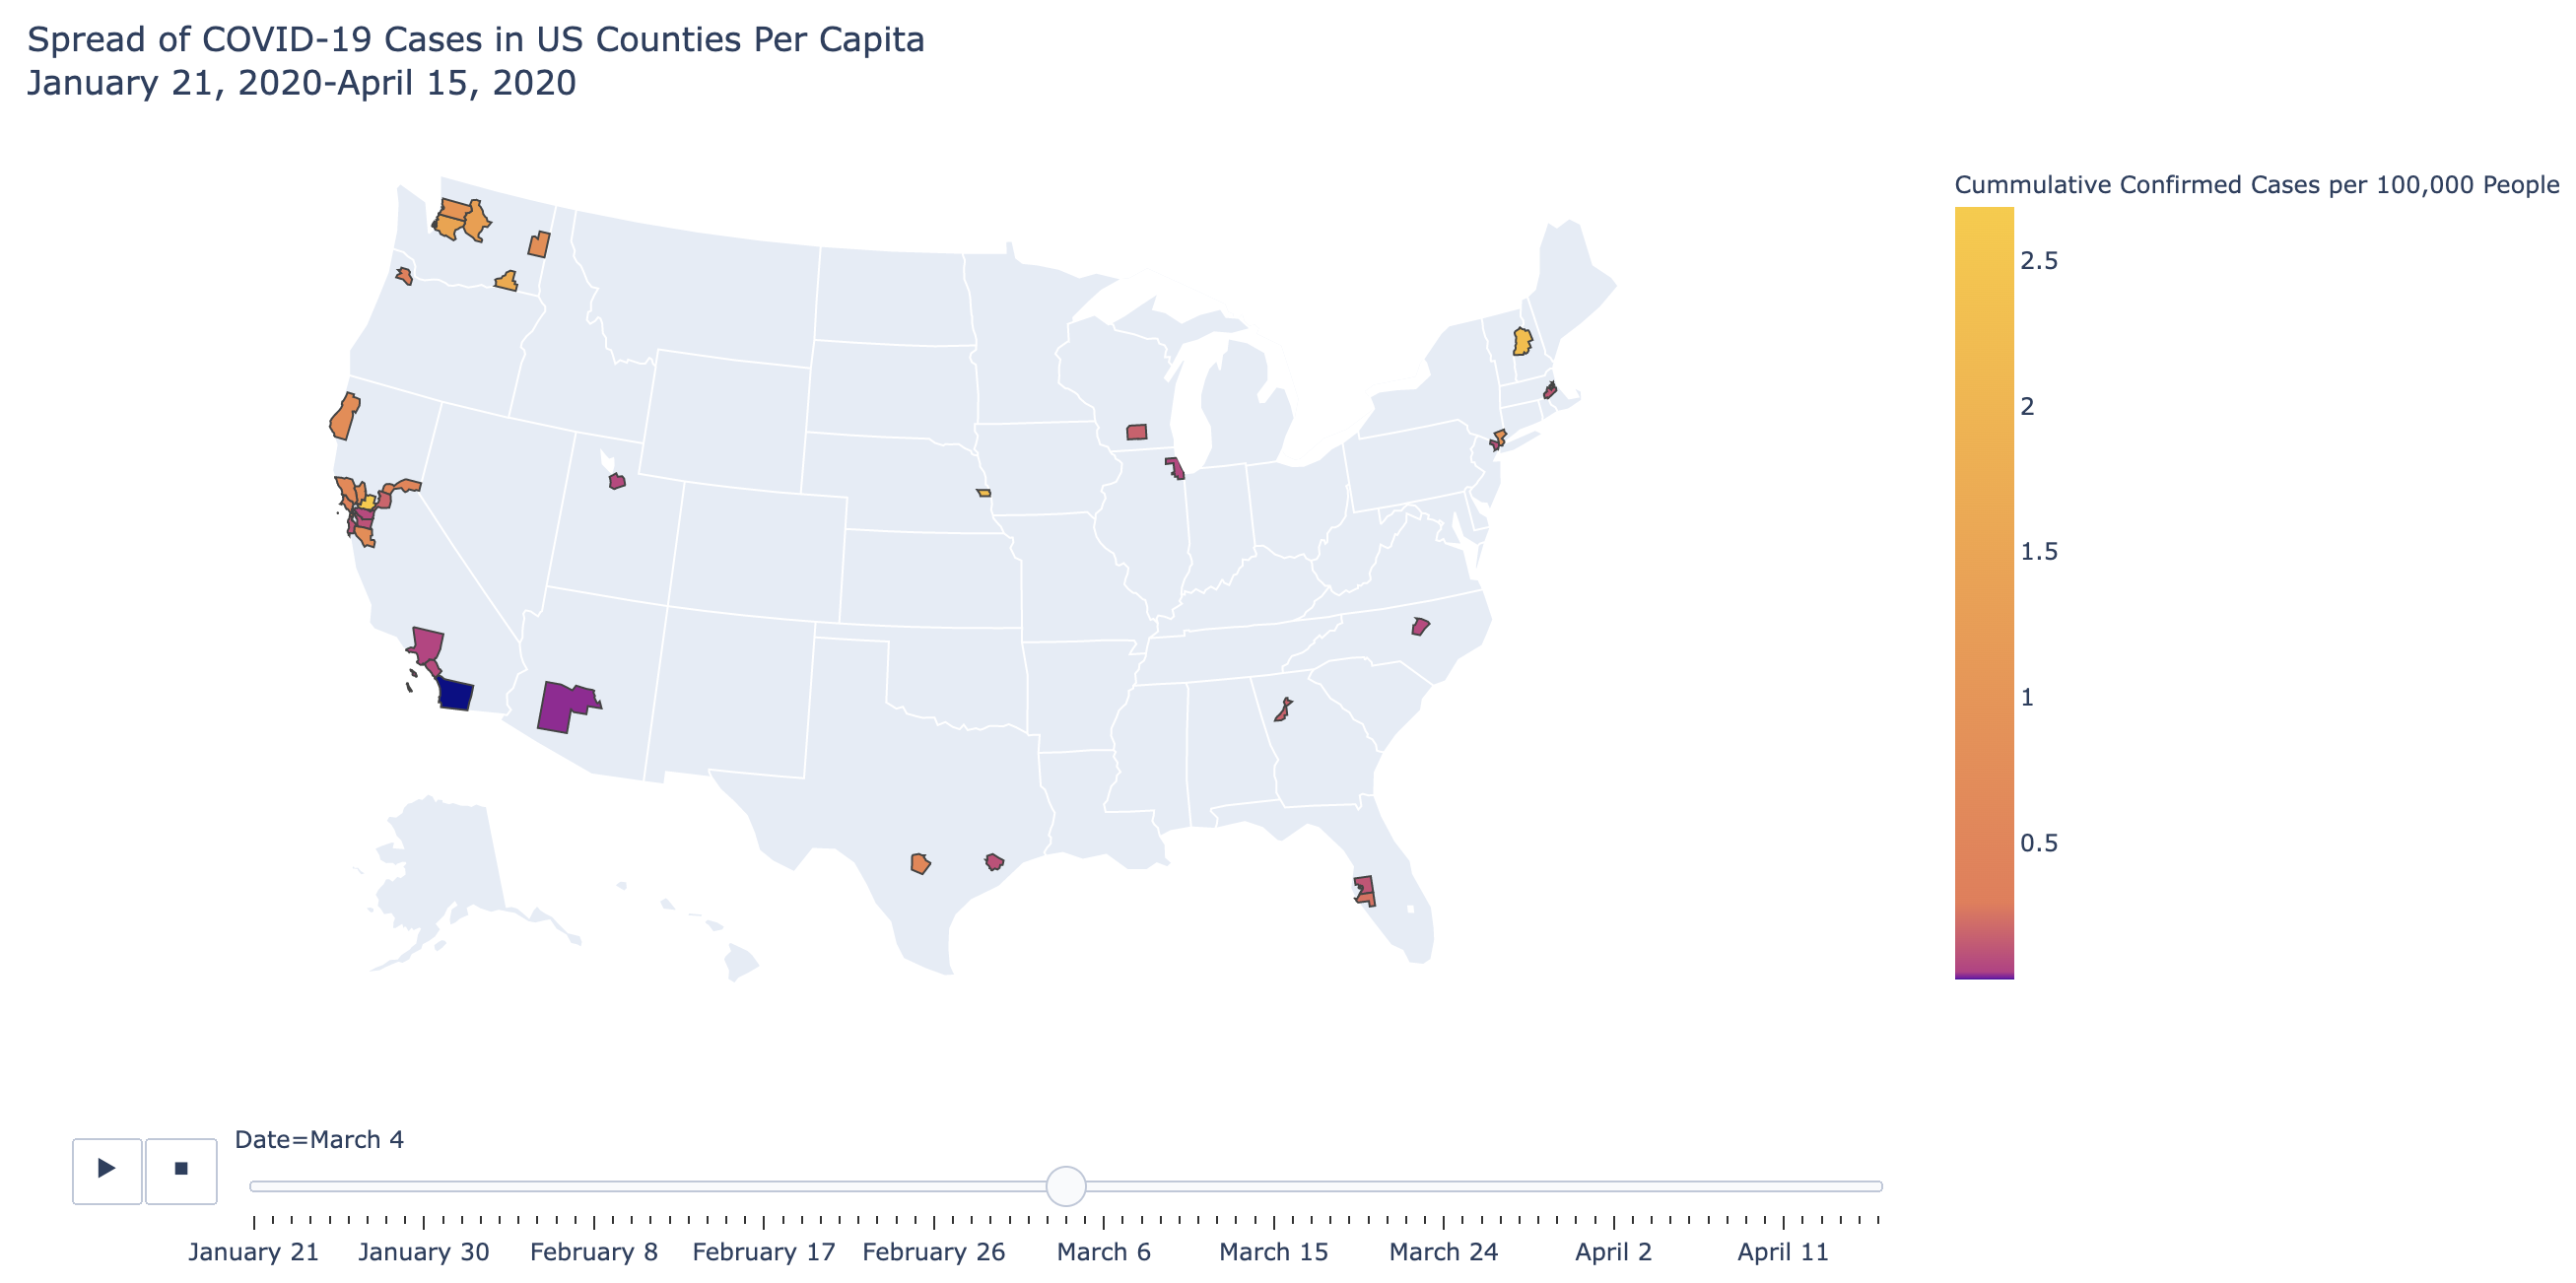 Spread of COVID-19 Cases in US Counties Per Capita
January 21, 2020-April 15, 2020
Cummulative Confirmed Cases per 100,000 People
2.5
2
1.5
1
0.5
Date=March 4
January 21 January 30 February 8 February 17 February 26 March 6 March 15 March 24 April 2 April 11